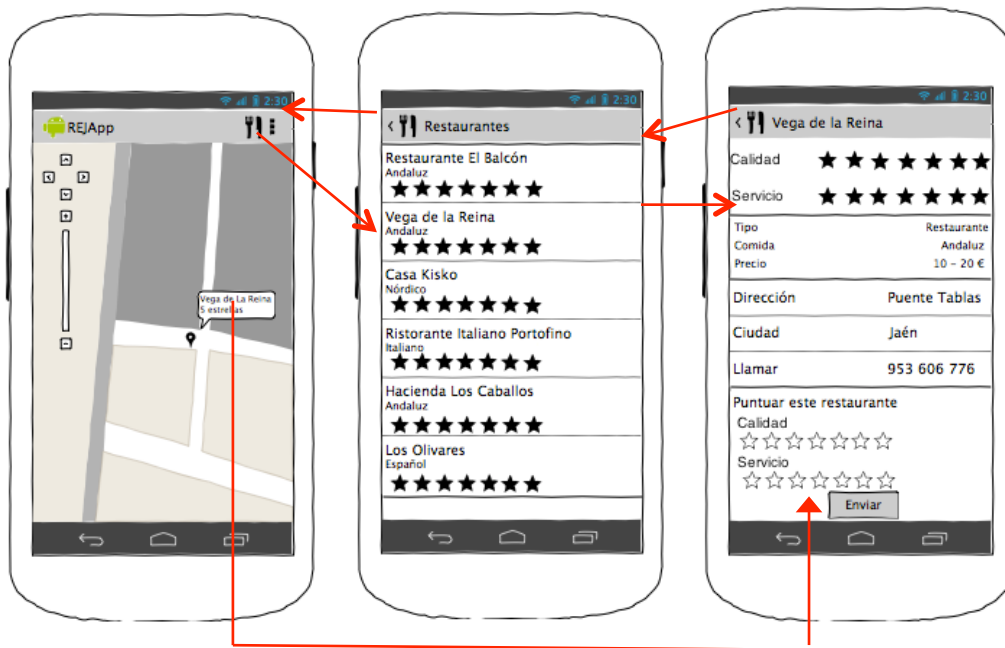 2:30
REJApp
Vega de La Reina
5 estrellas
2:30
Restaurantes
Restaurante El Balcón
Andaluz
Vega de la Reina
Andaluz
Casa Kisko
Nórdico
Ristorante Italiano Portofino
Italiano
Hacienda Los Caballos
Andaluz
Los Olivares
Español
2:30
Vega de la Reina
Calidad
Servicio
Tipo Restaurante
Comida Andaluz
Precio 10 - 20 €
Dirección Puente Tablas
Ciudad Jaén
Llamar 953 606 776
Puntuar este restaurante
Calidad
Servicio
Enviar